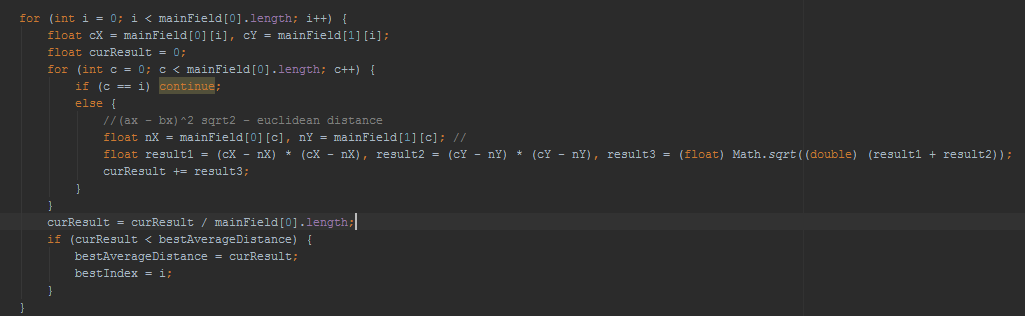 for (int i = 0; i < mainField[0].length; i++) {
float cX = mainField[0][i], cY = mainField[1][i];
float curResult = 0;
for (int c = 0; c < mainField[0].length; c++) {
if (c == i) continue;
else {
//(ax - bx)^2 sqrt2 - euclidean distance
float nX = mainField[0][c], nY = mainField[1][c]; //
float result1 = (cX - nX) * (cX - nX), result2 = (cY - nY) * (cY - nY), result3 = (float) Math.sqrt((double) (result1 + result2));
curResult += result3;
}
}
curResult = curResult / mainField[0].length;
if (curResult < bestAverageDistance) {
bestAverageDistance = curResult;
bestIndex = i;
}
}